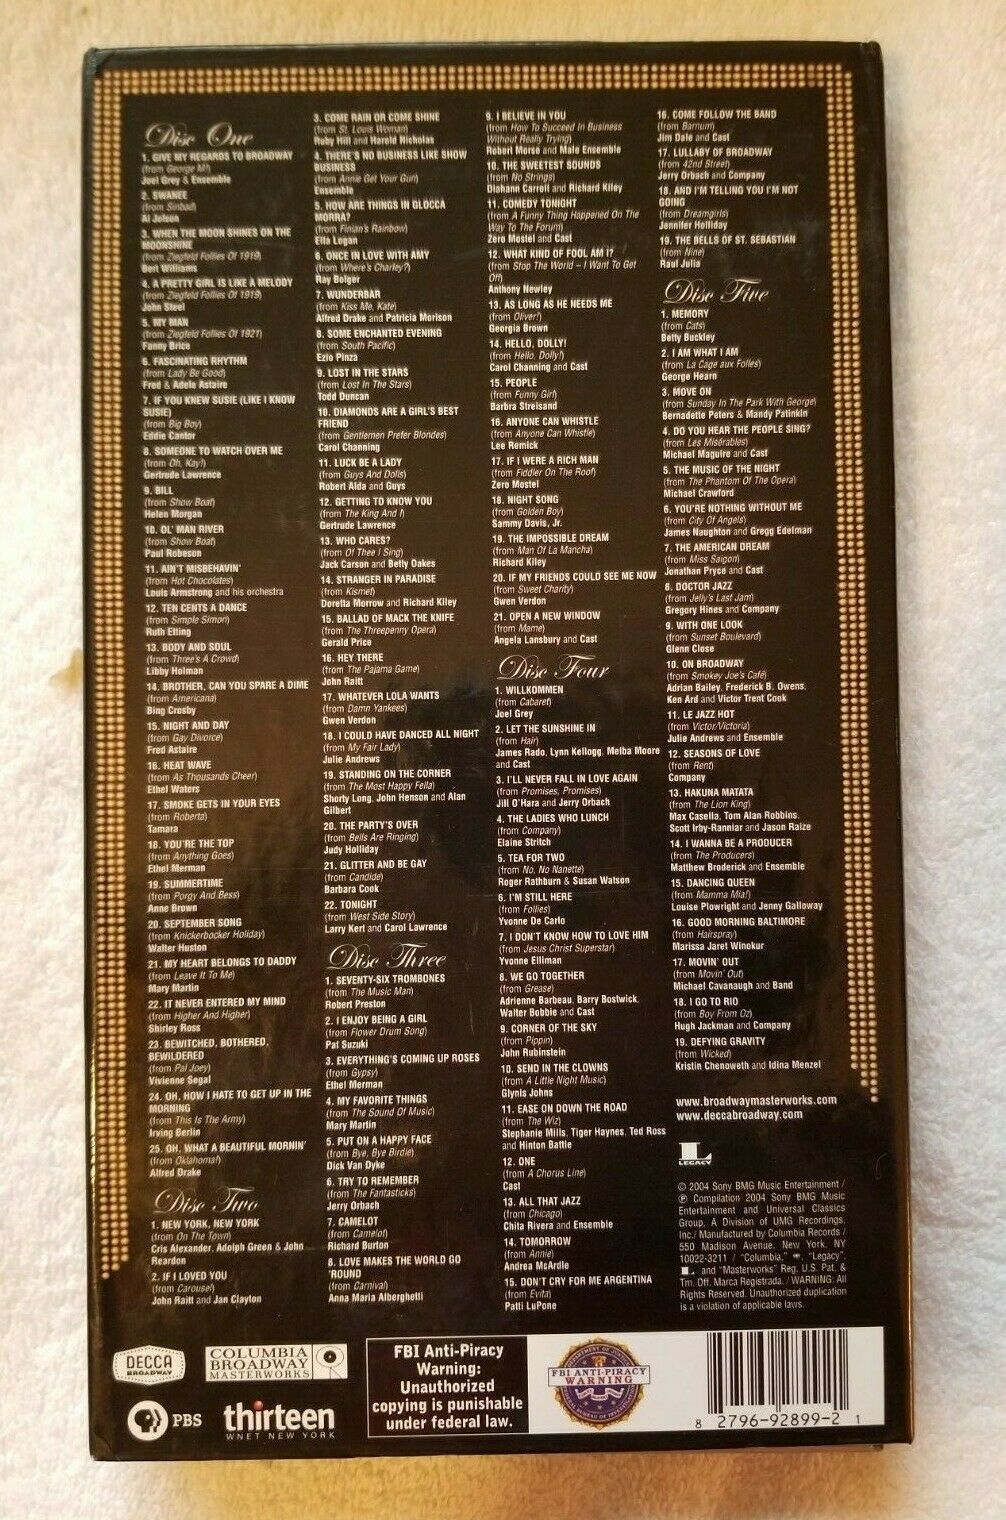 Disc One
1. GIVE MY REGARDS TO BROADWAY
(from George M!)
Joel Grey & Ensemble
2. SWANEE
(from Sinbad)
Al Jolson
3. WHEN THE MOON SHINES ON THE
MOONSHINE
(from Ziegfeld Follies Of 1919)
Bert Williams
4. A PRETTY GIRL IS LIKE A MELODY
(from Ziegfeld Follies Of 1919)
John Steel
5. MY MAN
(from Ziegfeld Follies Of 1921)
Fanny Brice
6. FASCINATING RHYTHM
(from Lady Be Good)
Fred & Adele Astaire
7. IF YOU KNEW SUSIE (LIKE I KNOW
SUSIE)
(from Big Boy)
Eddie Cantor
8. SOMEONE TO WATCH OVER ME
(from Oh, Kay!)
Gertrude Lawrence
9. BILL
(from Show Boat)
Helen Morgan
10. OL' MAN RIVER
(from Show Boat)
Paul Robeson
11. AIN'T MISBEHAVIN'
(from Hot Chocolates)
Louis Armstrong and his orchestra
12. TEN CENTS A DANCE
(from Simple Simon)
Ruth Etting
13. BODY AND SOUL
(from Three's A Crowd)
Libby Holman
14. BROTHER, CAN YOU SPARE A DIME
(from Americana)
Bing Crosby
15. NIGHT AND DAY
(from Gay Divorce)
Fred Astaire
16. HEAT WAVE
(from As Thousands Cheer)
Ethel Waters
17. SMOKE GETS IN YOUR EYES
(from Roberta)
Tamara
18. YOU'RE THE TOP
(from Anything Goes)
Ethel Merman
19. SUMMERTIME
(from Porgy And Bess)
Anne Brown
20. SEPTEMBER SONG
(from Knickerbocker Holiday)
Walter Huston
21. MY HEART BELONGS TO DADDY
(from Leave It To Me)
Mary Martin
22. IT NEVER ENTERED MY MIND
(from Higher And Higher)
Shirley Ross
23. BEWITCHED, BOTHERED,
BEWILDERED
(from Pal Joey)
Vivienne Segal
24. OH, HOW I HATE TO GET UP IN THE
MORNING
(from This Is The Army)
Irving Berlin
25. OH, WHAT A BEAUTIFUL MORNIN'
(from Oklahoma!)
Alfred Drake
Disc Two
1. NEW YORK, NEW YORK
(from On The Town)
Cris Alexander, Adolph Green & John
Reardon
2. IF I LOVED YOU
(from Carousel)
John Raitt and Jan Clayton
3. COME RAIN OR COME SHINE
(from St. Louis Woman)
Ruby Hill and Harold Nicholas
4. THERE'S NO BUSINESS LIKE SHOW
BUSINESS
(from Annie Get Your Gun)
Ensemble
5. HOW ARE THINGS IN GLOCCA
MORRA?
(from Finian's Rainbow)
Ella Logan
6. ONCE IN LOVE WITH AMY
(from Where's Charley?)
Ray Bolger
7. WUNDERBAR
(from Kiss Me, Kate)
Alfred Drake and Patricia Morison
8. SOME ENCHANTED EVENING
(from South Pacific)
Ezio Pinza
9. LOST IN THE STARS
(from Lost In The Stars)
Todd Duncan
10. DIAMONDS ARE A GIRL'S BEST
FRIEND
(from Gentlemen Prefer Blondes)
Carol Channing
11. LUCK BE A LADY
(from Guys And Dolls)
Robert Alda and Guys
12. GETTING TO KNOW YOU
(from The King And I)
Gertrude Lawrence
13. WHO CARES?
(from Of Thee I Sing)
Jack Carson and Betty Oakes
14. STRANGER IN PARADISE
(from Kismet)
Doretta Morrow and Richard Kiley
15. BALLAD OF MACK THE KNIFE
(from The Threepenny Opera)
Gerald Price
16. HEY THERE
(from The Pajama Game)
John Raitt
17. WHATEVER LOLA WANTS
(from Damn Yankees)
Gwen Verdon
18. I COULD HAVE DANCED ALL NIGHT
(from My Fair Lady)
Julie Andrews
19. STANDING ON THE CORNER
(from The Most Happy Fella)
Shorty Long, John Henson and Alan
Gilbert
20. THE PARTY'S OVER
(from Bells Are Ringing)
Judy Holliday
21. GLITTER AND BE GAY
(from Candide)
Barbara Cook
22. TONIGHT
(from West Side Story)
Larry Kert and Carol Lawrence
Disc Three
1. SEVENTY-SIX TROMBONES
(from The Music Man)
Robert Preston
2. I ENJOY BEING A GIRL
(from Flower Drum Song)
Pat Suzuki
3. EVERYTHING'S COMING UP ROSES
(from Gypsy)
Ethel Merman
4. MY FAVORITE THINGS
(from The Sound Of Music)
Mary Martin
5. PUT ON A HAPPY FACE
(from Bye, Bye Birdie)
Dick Van Dyke
6. TRY TO REMEMBER
(from The Fantasticks)
Jerry Orbach
7. CAMELOT
(from Camelot)
Richard Burton
8. LOVE MAKES THE WORLD GO
'ROUND
(from Carnival)
Anna Maria Alberghetti
9. I BELIEVE IN YOU
(from How To Succeed In Business
Without Really Trying)
Robert Morse and Male Ensemble
10. THE SWEETEST SOUNDS
(from No Strings)
Diahann Carroll and Richard Kiley
11. COMEDY TONIGHT
(from A Funny Thing Happened On The
Way To The Forum)
Zero Mostel and Cast
12. WHAT KIND OF FOOL AM I?
(from Stop The World – I Want To Get
Off)
Anthony Newley
13. AS LONG AS HE NEEDS ME
(from Oliver!)
Georgia Brown
14. HELLO, DOLLY!
(from Hello, Dolly!)
Carol Channing and Cast
15. PEOPLE
(from Funny Girl)
Barbra Streisand
16. ANYONE CAN WHISTLE
(from Anyone Can Whistle)
Lee Remick
17. IF I WERE A RICH MAN
(from Fiddler On The Roof)
Zero Mostel
18. NIGHT SONG
(from Golden Boy)
Sammy Davis, Jr.
19. THE IMPOSSIBLE DREAM
(from Man Of La Mancha)
Richard Kiley
20. IF MY FRIENDS COULD SEE ME NOW
(from Sweet Charity)
Gwen Verdon
21. OPEN A NEW WINDOW
(from Mame)
Angela Lansbury and Cast
Disc Four
1. WILLKOMMEN
(from Cabaret)
Joel Grey
2. LET THE SUNSHINE IN
(from Hair)
James Rado, Lynn Kellogg, Melba Moore
and Cast
3. I'LL NEVER FALL IN LOVE AGAIN
(from Promises, Promises)
Jill O'Hara and Jerry Orbach
4. THE LADIES WHO LUNCH
(from Company)
Elaine Stritch
5. TEA FOR TWO
(from No, No, Nanette)
Roger Rathburn & Susan Watson
6. I'M STILL HERE
(from Follies)
Yvonne De Carlo
7. I DON'T KNOW HOW TO LOVE HIM
(from Jesus Christ Superstar)
Yvonne Elliman
8. WE GO TOGETHER
(from Grease)
Adrienne Barbeau, Barry Bostwick,
Walter Bobbie and Cast
9. CORNER OF THE SKY
(from Pippin)
John Rubinstein
10. SEND IN THE CLOWNS
(from A Little Night Music)
Glynis Johns
11. EASE ON DOWN THE ROAD
(from The Wiz)
Stephanie Mills, Tiger Haynes, Ted Ross
and Hinton Battle
12. ONE
(from A Chorus Line)
Cast
13. ALL THAT JAZZ
(from Chicago)
Chita Rivera and Ensemble
14. TOMORROW
(from Annie)
Andrea McArdle
15. DON'T CRY FOR ME ARGENTINA
(from Evita)
Patti LuPone
16. COME FOLLOW THE BAND
(from Barnum)
Jim Dale and Cast
17. LULLABY OF BROADWAY
(from 42nd Street)
Jerry Orbach and Company
18. AND I'M TELLING YOU I'M NOT
GOING
(from Dreamgirls)
Jennifer Holliday
19. THE BELLS OF ST. SEBASTIAN
(from Nine)
Raul Julia
Disc Five
1. MEMORY
(from Cats)
Betty Buckley
2. I AM WHAT I AM
(from La Cage aux Folles)
George Hearn
3. MOVE ON
(from Sunday In The Park With George)
Bernadette Peters & Mandy Patinkin
4. DO YOU HEAR THE PEOPLE SING?
(from Les Misérables)
Michael Maguire and Cast
5. THE MUSIC OF THE NIGHT
(from The Phantom Of The Opera)
Michael Crawford
6. YOU'RE NOTHING WITHOUT ME
(from City Of Angels)
James Naughton and Gregg Edelman
7. THE AMERICAN DREAM
(from Miss Saigon)
Jonathan Pryce and Cast
8. DOCTOR JAZZ
(from Jelly's Last Jam)
Gregory Hines and Company
9. WITH ONE LOOK
(from Sunset Boulevard)
Glenn Close
10. ON BROADWAY
(from Smokey Joe's Café)
Adrian Bailey, Frederick B. Owens,
Ken Ard and Victor Trent Cook
11. LE JAZZ HOT
(from Victor/Victoria)
Julie Andrews and Ensemble
12. SEASONS OF LOVE
(from Rent)
Company
13. HAKUNA MATATA
(from The Lion King)
Max Casella, Tom Alan Robbins,
Scott Irby-Ranniar and Jason Raize
14. I WANNA BE A PRODUCER
(from The Producers)
Matthew Broderick and Ensemble
15. DANCING QUEEN
(from Mamma Mia!)
Louise Plowright and Jenny Galloway
16. GOOD MORNING BALTIMORE
(from Hairspray)
Marissa Jaret Winokur
17. MOVIN' OUT
(from Movin' Out)
Michael Cavanaugh and Band
18. I GO TO RIO
(from Boy From Oz)
Hugh Jackman and Company
19. DEFYING GRAVITY
(from Wicked)
Kristin Chenoweth and Idina Menzel
www.broadwaymasterworks.com
www.deccabroadway.com
L
LEGACY
© 2004 Sony BMG Music Entertainment /
℗ Compilation 2004 Sony BMG Music
Entertainment and Universal Classics
Group, A Division of UMG Recordings,
Inc./ Manufactured by Columbia Records /
550 Madison Avenue, New York, NY
10022-3211 / "Columbia," "Legacy",
L and "Masterworks" Reg. U.S. Pat. &
Tm. Off. Marca Registrada. / WARNING: All
Rights Reserved. Unauthorized duplication
is a violation of applicable laws.
DECCA
BROADWAY
COLUMBIA
BROADWAY
MASTERWORKS
PBS
thirteen
WNET NEW YORK
FBI Anti-Piracy
Warning:
Unauthorized
copying is punishable
under federal law.
DEPARTMENT OF JUSTICE
FBI ANTI-PIRACY
WARNING
FEDERAL BUREAU OF INVESTIGATION
8 2796-92899-2 1